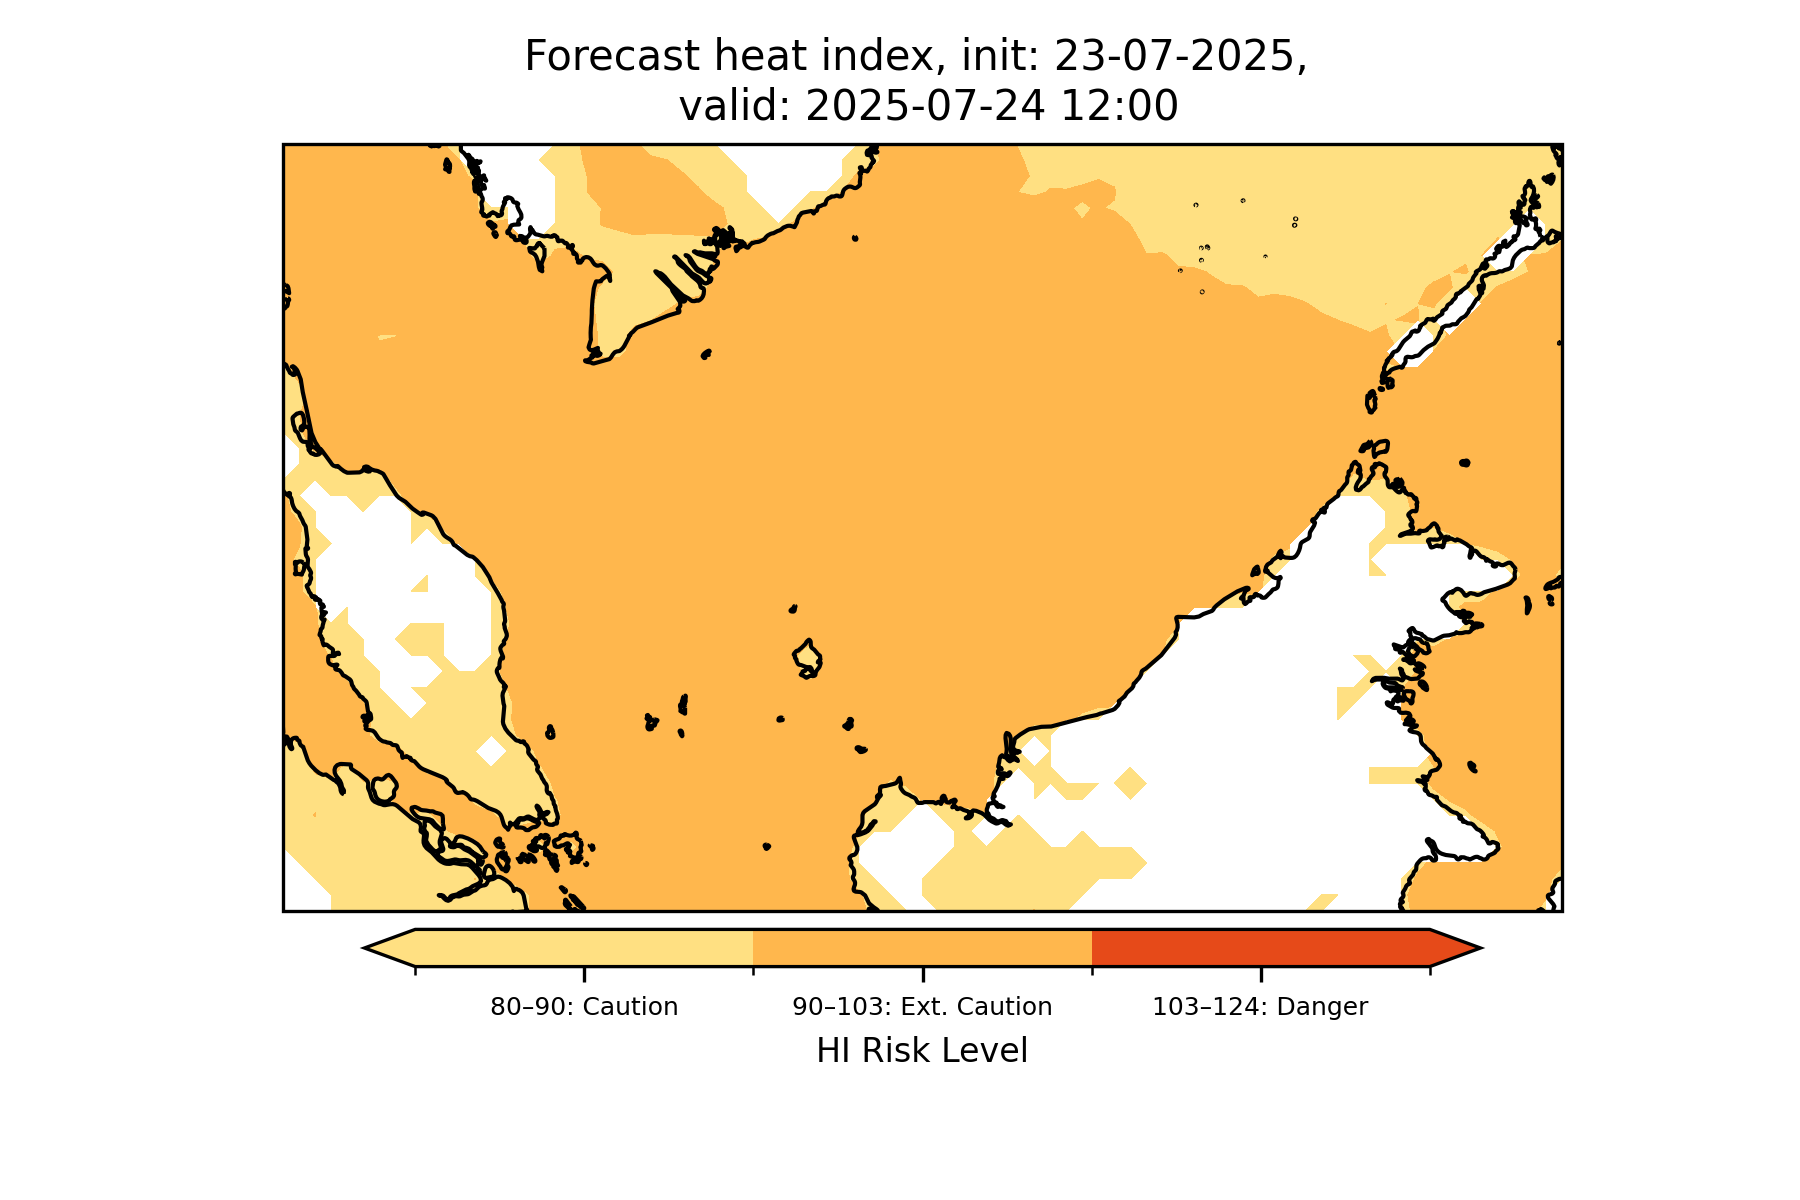 Forecast heat index, init: 23-07-2025,
valid: 2025-07-24 12:00
80–90: Caution
90–103: Ext. Caution
103–124: Danger
HI Risk Level